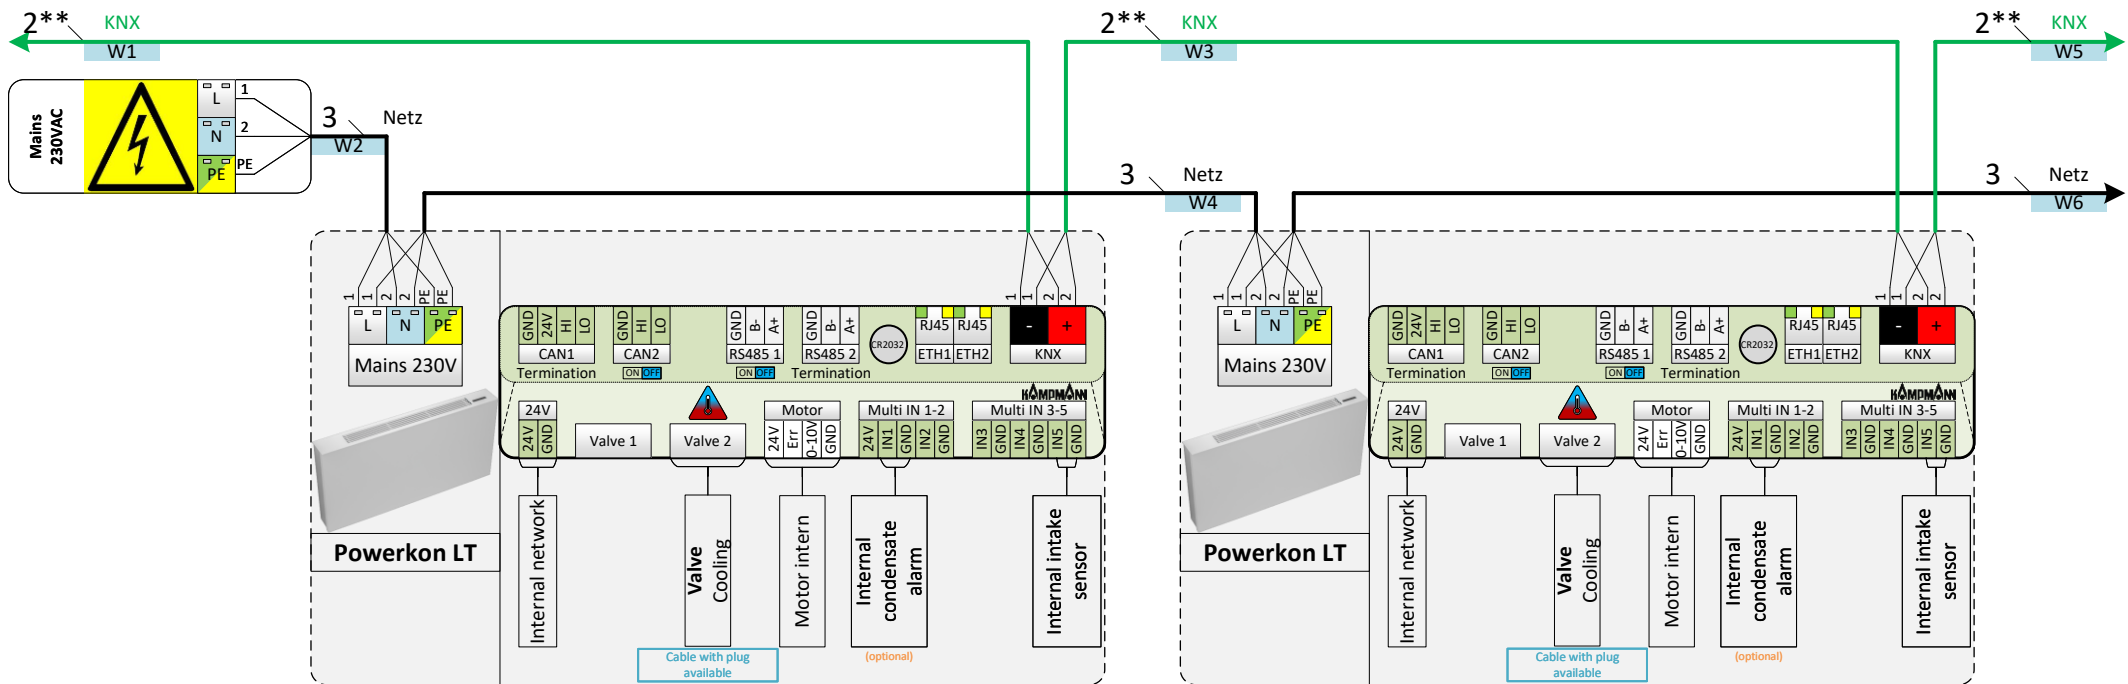 2** KNX 2** KNX 2** KNX
W1 W3 W5
Mains
230VAC
L 1
N 2
PE PE
3 Netz
W2
3 Netz
W4
3 Netz
W6
1 1 2 2 PE PE
L N PE
Mains 230V
Powerkon LT
1 1 2 2
GND 24V HI LO
CAN1
GND HI LO
CAN2
GND B- A+
RS485 1
GND B- A+
RS485 2
CR2032
RJ45 RJ45
ETH1 ETH2
- +
KNX
Termination ON OFF ON OFF Termination
KAMPMANN
24V
24V GND
Valve 1
Valve 2
Motor
24V Err 0-10V GND
Multi IN 1-2
24V IN1 GND IN2 GND
Multi IN 3-5
IN3 GND IN4 GND IN5 GND
Internal network
Valve
Cooling
Motor intern
Internal
condensate
alarm
Internal intake
sensor
Cable with plug
available
(optional)
1 1 2 2 PE PE
L N PE
Mains 230V
Powerkon LT
1 1 2 2
GND 24V HI LO
CAN1
GND HI LO
CAN2
GND B- A+
RS485 1
GND B- A+
RS485 2
CR2032
RJ45 RJ45
ETH1 ETH2
- +
KNX
Termination ON OFF ON OFF Termination
KAMPMANN
24V
24V GND
Valve 1
Valve 2
Motor
24V Err 0-10V GND
Multi IN 1-2
24V IN1 GND IN2 GND
Multi IN 3-5
IN3 GND IN4 GND IN5 GND
Internal network
Valve
Cooling
Motor intern
Internal
condensate
alarm
Internal intake
sensor
Cable with plug
available
(optional)